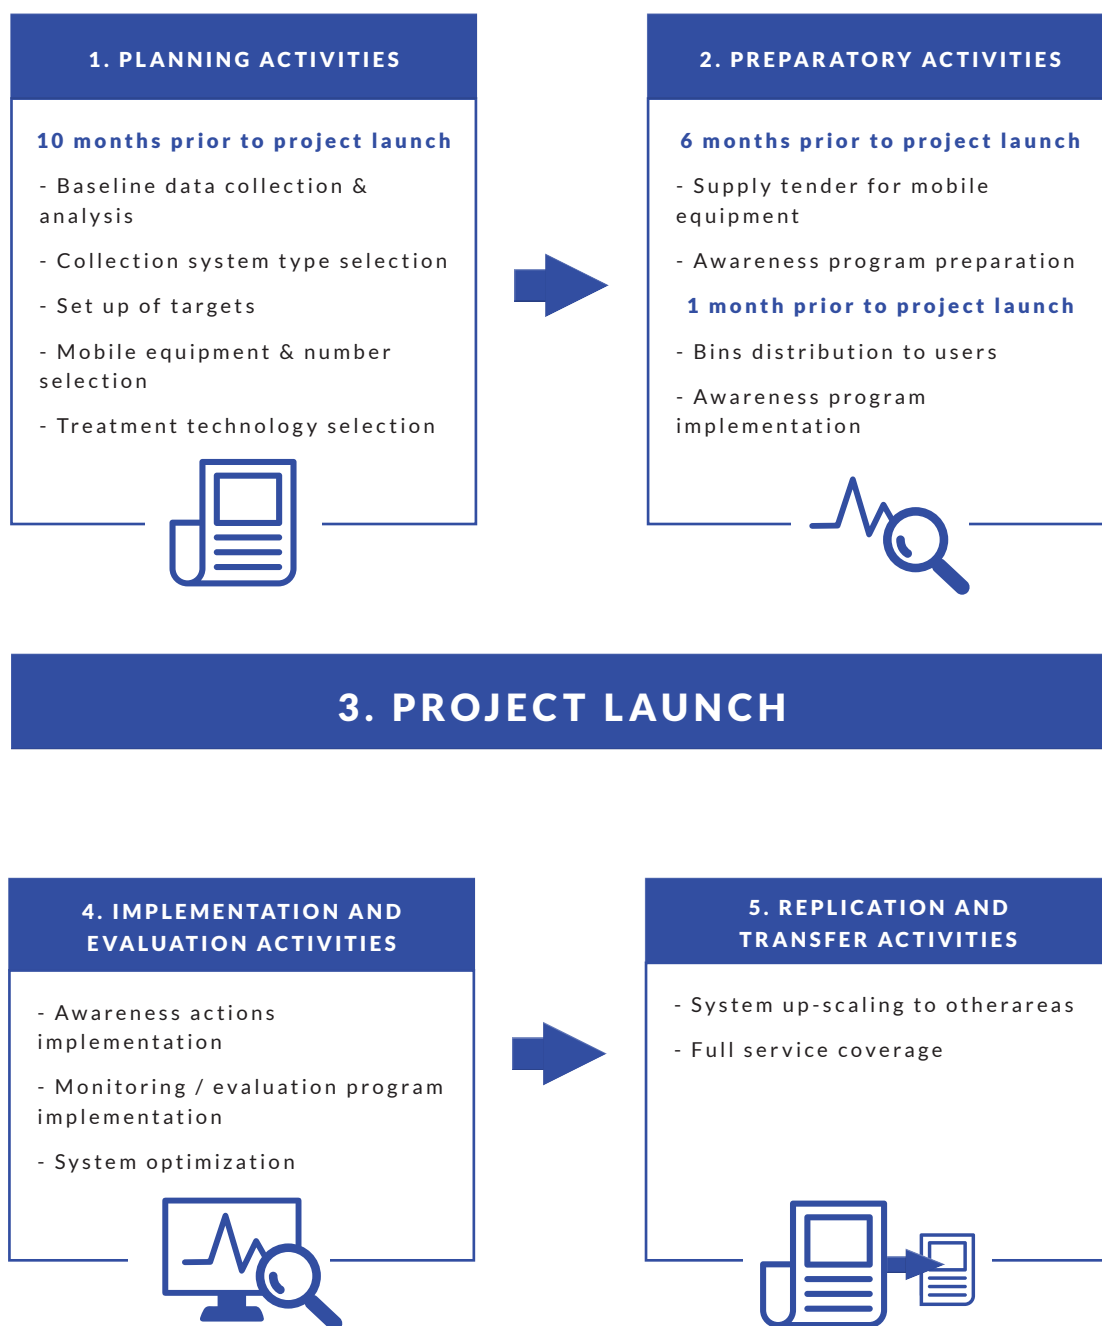 1. PLANNING ACTIVITIES
10 months prior to project launch
- Baseline data collection &
analysis
- Collection system type selection
- Set up of targets
- Mobile equipment & number
selection
- Treatment technology selection
2. PREPARATORY ACTIVITIES
6 months prior to project launch
- Supply tender for mobile
equipment
- Awareness program preparation
1 month prior to project launch
- Bins distribution to users
- Awareness program
implementation
3. PROJECT LAUNCH
4. IMPLEMENTATION AND
EVALUATION ACTIVITIES
- Awareness actions
implementation
- Monitoring / evaluation program
implementation
- System optimization
5. REPLICATION AND
TRANSFER ACTIVITIES
- System up-scaling to otherareas
- Full service coverage